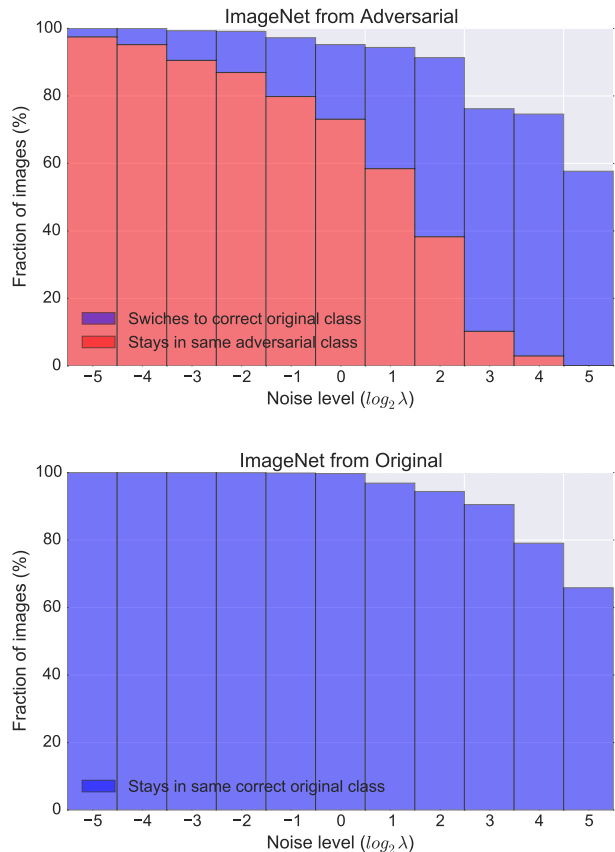 ImageNet from Adversarial
100
80
60
40
20
0
Fraction of images (%)
Swiches to correct original class
Stays in same adversarial class
−5 −4 −3 −2 −1 0 1 2 3 4 5
Noise level (log₂ λ)
ImageNet from Original
100
80
60
40
20
0
Fraction of images (%)
Stays in same correct original class
−5 −4 −3 −2 −1 0 1 2 3 4 5
Noise level (log₂ λ)